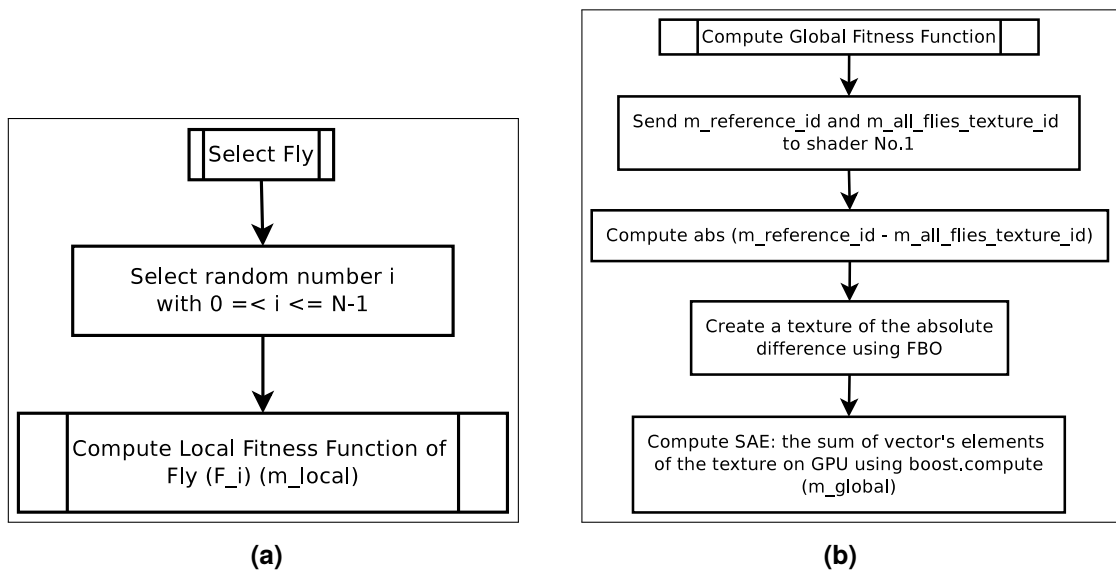 Select Fly
Select random number i
with 0 =< i <= N-1
Compute Local Fitness Function of
Fly (F_i) (m_local)
(a)
Compute Global Fitness Function
Send m_reference_id and m_all_flies_texture_id
to shader No.1
Compute abs (m_reference_id - m_all_flies_texture_id)
Create a texture of the absolute
difference using FBO
Compute SAE: the sum of vector's elements
of the texture on GPU using boost.compute
(m_global)
(b)